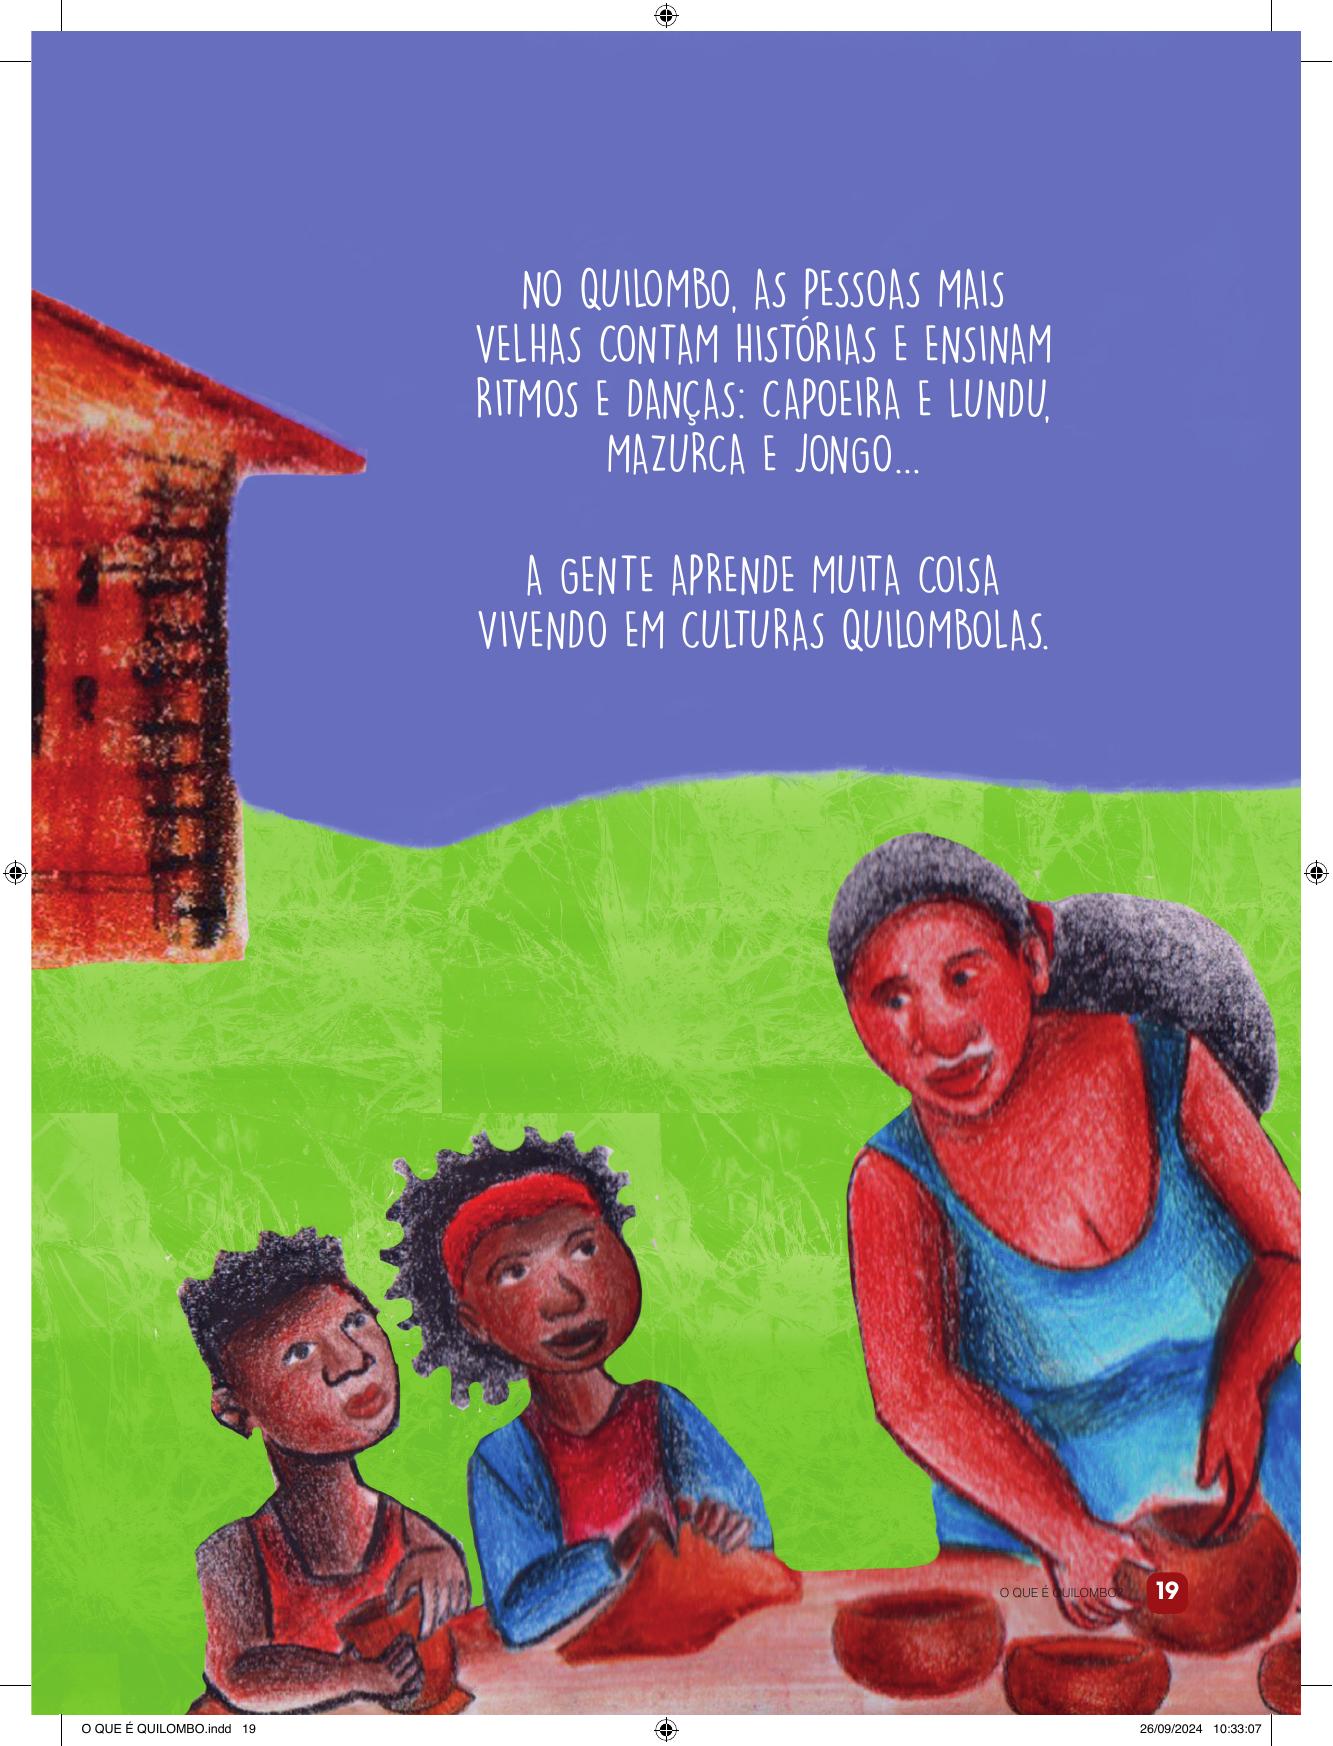 NO QUILOMBO, AS PESSOAS MAIS
VELHAS CONTAM HISTÓRIAS E ENSINAM
RITMOS E DANÇAS: CAPOEIRA E LUNDU,
MAZURCA E JONGO...
A GENTE APRENDE MUITA COISA
VIVENDO EM CULTURAS QUILOMBOLAS.
O QUE É QUILOMBO? 19
O QUE É QUILOMBO.indd 19
26/09/2024 10:33:07